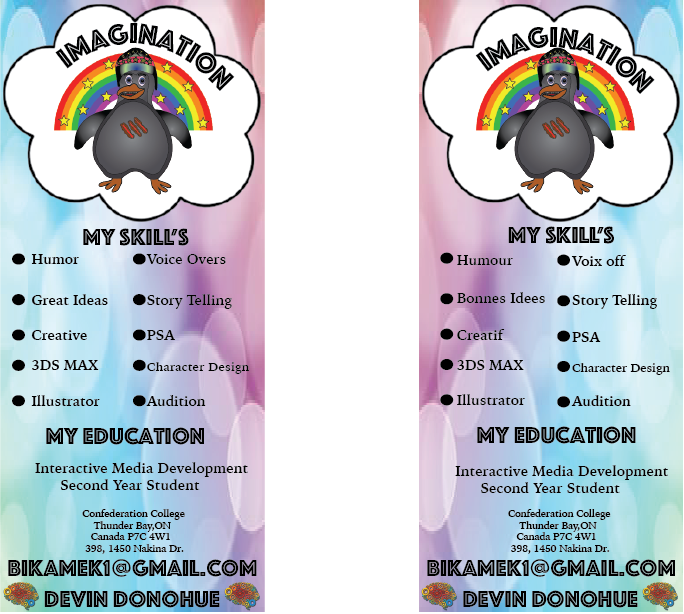 IMAGINATION
MY SKILL'S
Humor
Voice Overs
Great Ideas
Story Telling
Creative
PSA
3DS MAX
Character Design
Illustrator
Audition
MY EDUCATION
Interactive Media Development
Second Year Student
Confederation College
Thunder Bay,ON
Canada P7C 4W1
398, 1450 Nakina Dr.
BIKAMEK1@GMAIL.COM
DEVIN DONOHUE
IMAGINATION
MY SKILL'S
Humour
Voix off
Bonnes Idees
Story Telling
Creatif
PSA
3DS MAX
Character Design
Illustrator
Audition
MY EDUCATION
Interactive Media Development
Second Year Student
Confederation College
Thunder Bay,ON
Canada P7C 4W1
398, 1450 Nakina Dr.
BIKAMEK1@GMAIL.COM
DEVIN DONOHUE